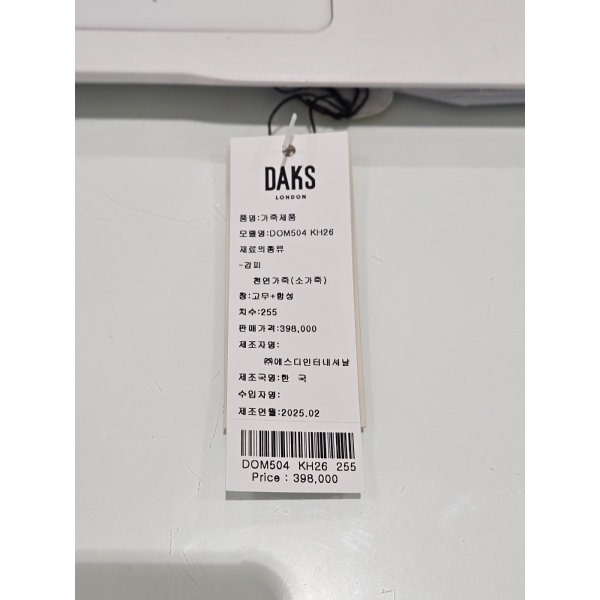 DAKS
LONDON
품명:가죽제품
모델명:DOM504 KH26
재료의종류
-겉피
천연가죽(소가죽)
창:고무+합성
치수:255
판매가격:398,000
제조자명:
㈜에스디인터내셔날
제조국명:한 국
수입자명:
제조연월:2025.02
DOM504 KH26 255
Price : 398,000